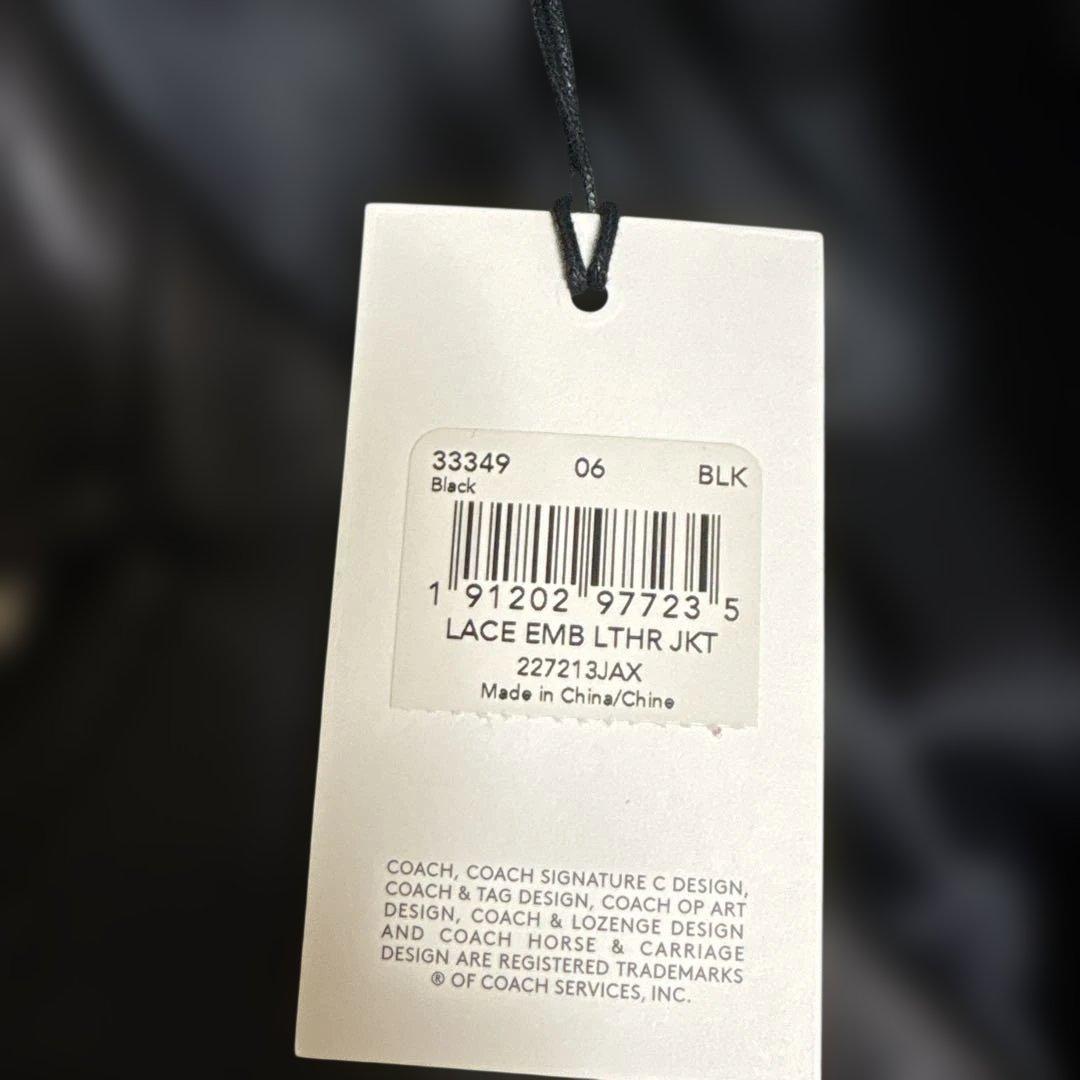 33349 06 BLK
Black
1 91202 97723 5
LACE EMB LTHR JKT
227213JAX
Made in China/Chine
COACH, COACH SIGNATURE C DESIGN,
COACH & TAG DESIGN, COACH OP ART
DESIGN, COACH & LOZENGE DESIGN
AND COACH HORSE & CARRIAGE
DESIGN ARE REGISTERED TRADEMARKS
® OF COACH SERVICES, INC.